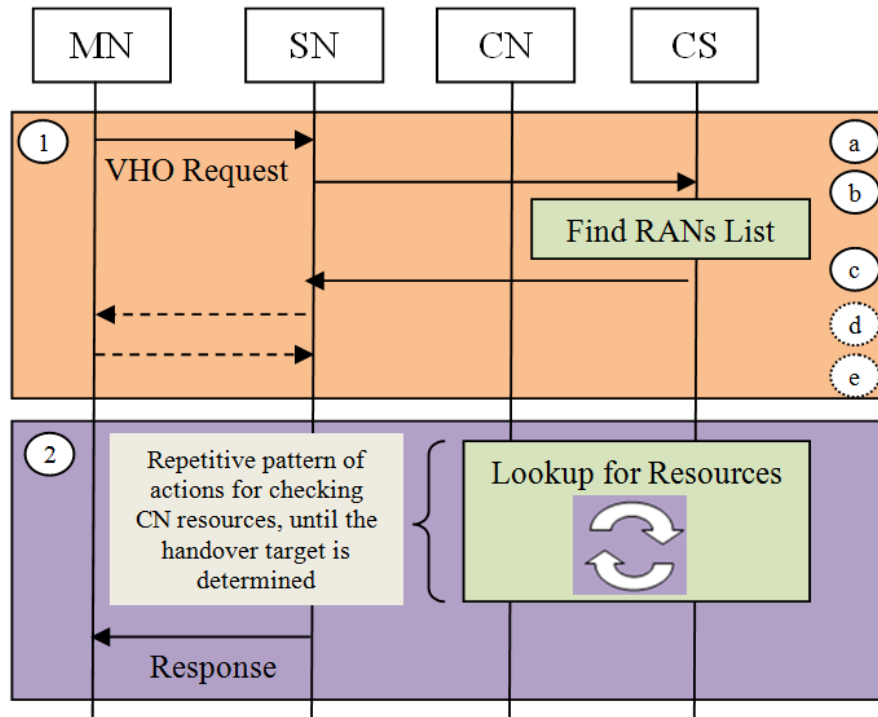 MN
SN
CN
CS
1
a
VHO Request
b
Find RANs List
c
d
e
2
Repetitive pattern of
actions for checking
CN resources, until the
handover target is
determined
Lookup for Resources
Response